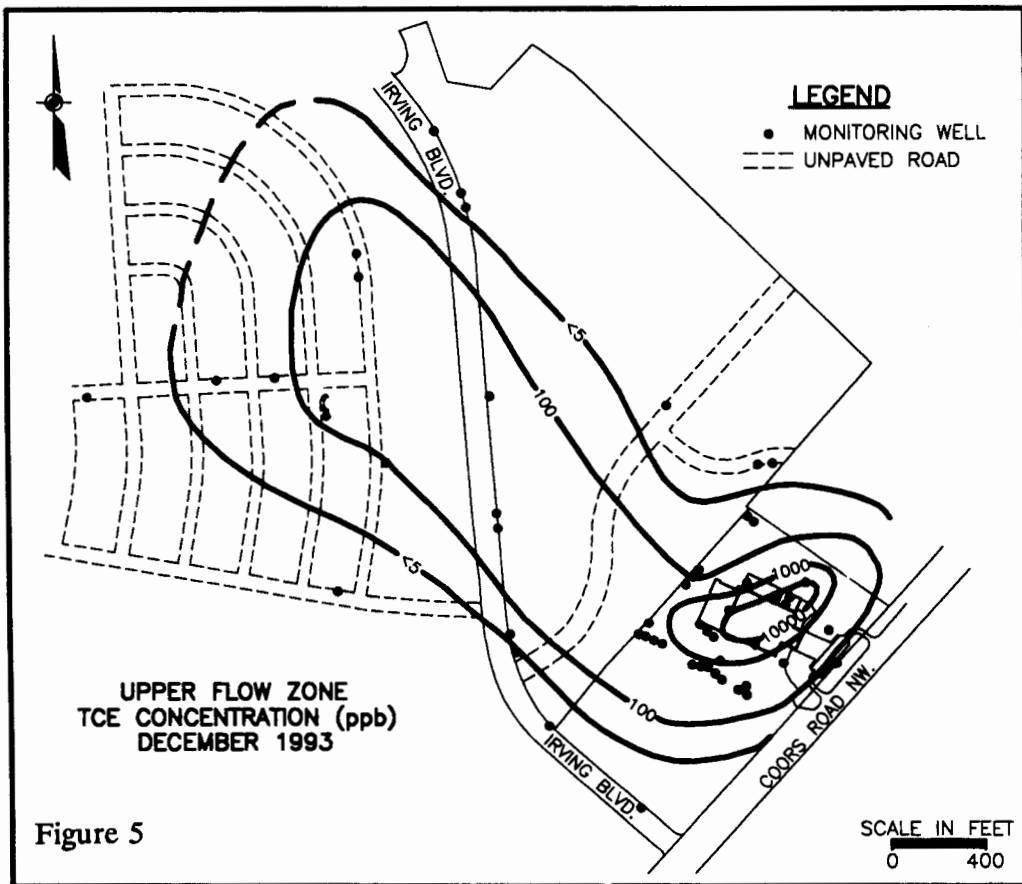 IRVING BLVD.
LEGEND
MONITORING WELL
UNPAVED ROAD
<5
100
1000
10000
<5
100
UPPER FLOW ZONE
TCE CONCENTRATION (ppb)
DECEMBER 1993
IRVING BLVD.
COORS ROAD NW.
Figure 5
SCALE IN FEET
0 400